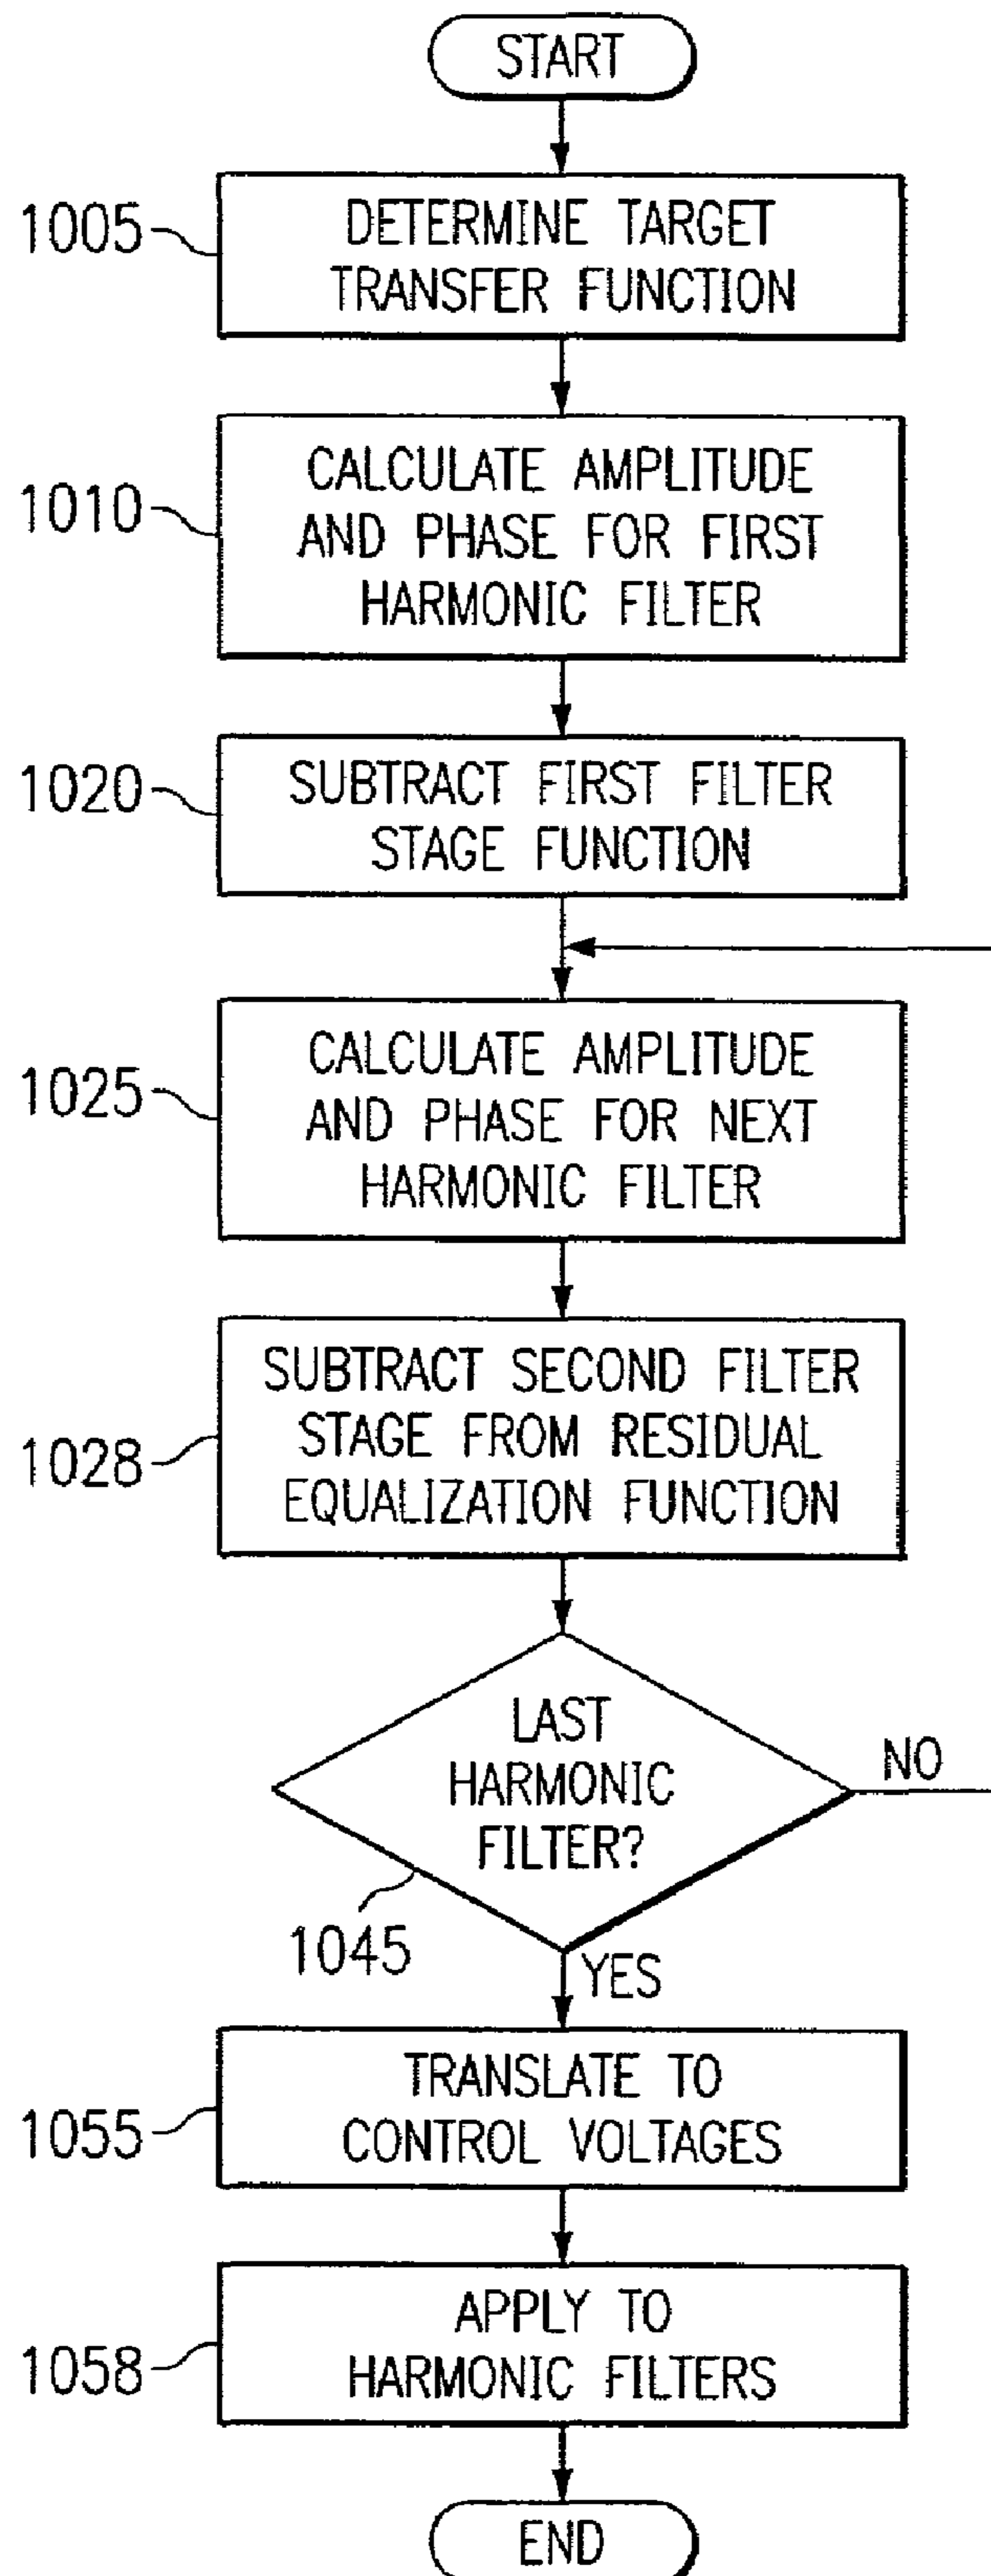 START
1005
DETERMINE TARGET
TRANSFER FUNCTION
1010
CALCULATE AMPLITUDE
AND PHASE FOR FIRST
HARMONIC FILTER
1020
SUBTRACT FIRST FILTER
STAGE FUNCTION
1025
CALCULATE AMPLITUDE
AND PHASE FOR NEXT
HARMONIC FILTER
1028
SUBTRACT SECOND FILTER
STAGE FROM RESIDUAL
EQUALIZATION FUNCTION
LAST
HARMONIC
FILTER?
NO
1045
YES
1055
TRANSLATE TO
CONTROL VOLTAGES
1058
APPLY TO
HARMONIC FILTERS
END